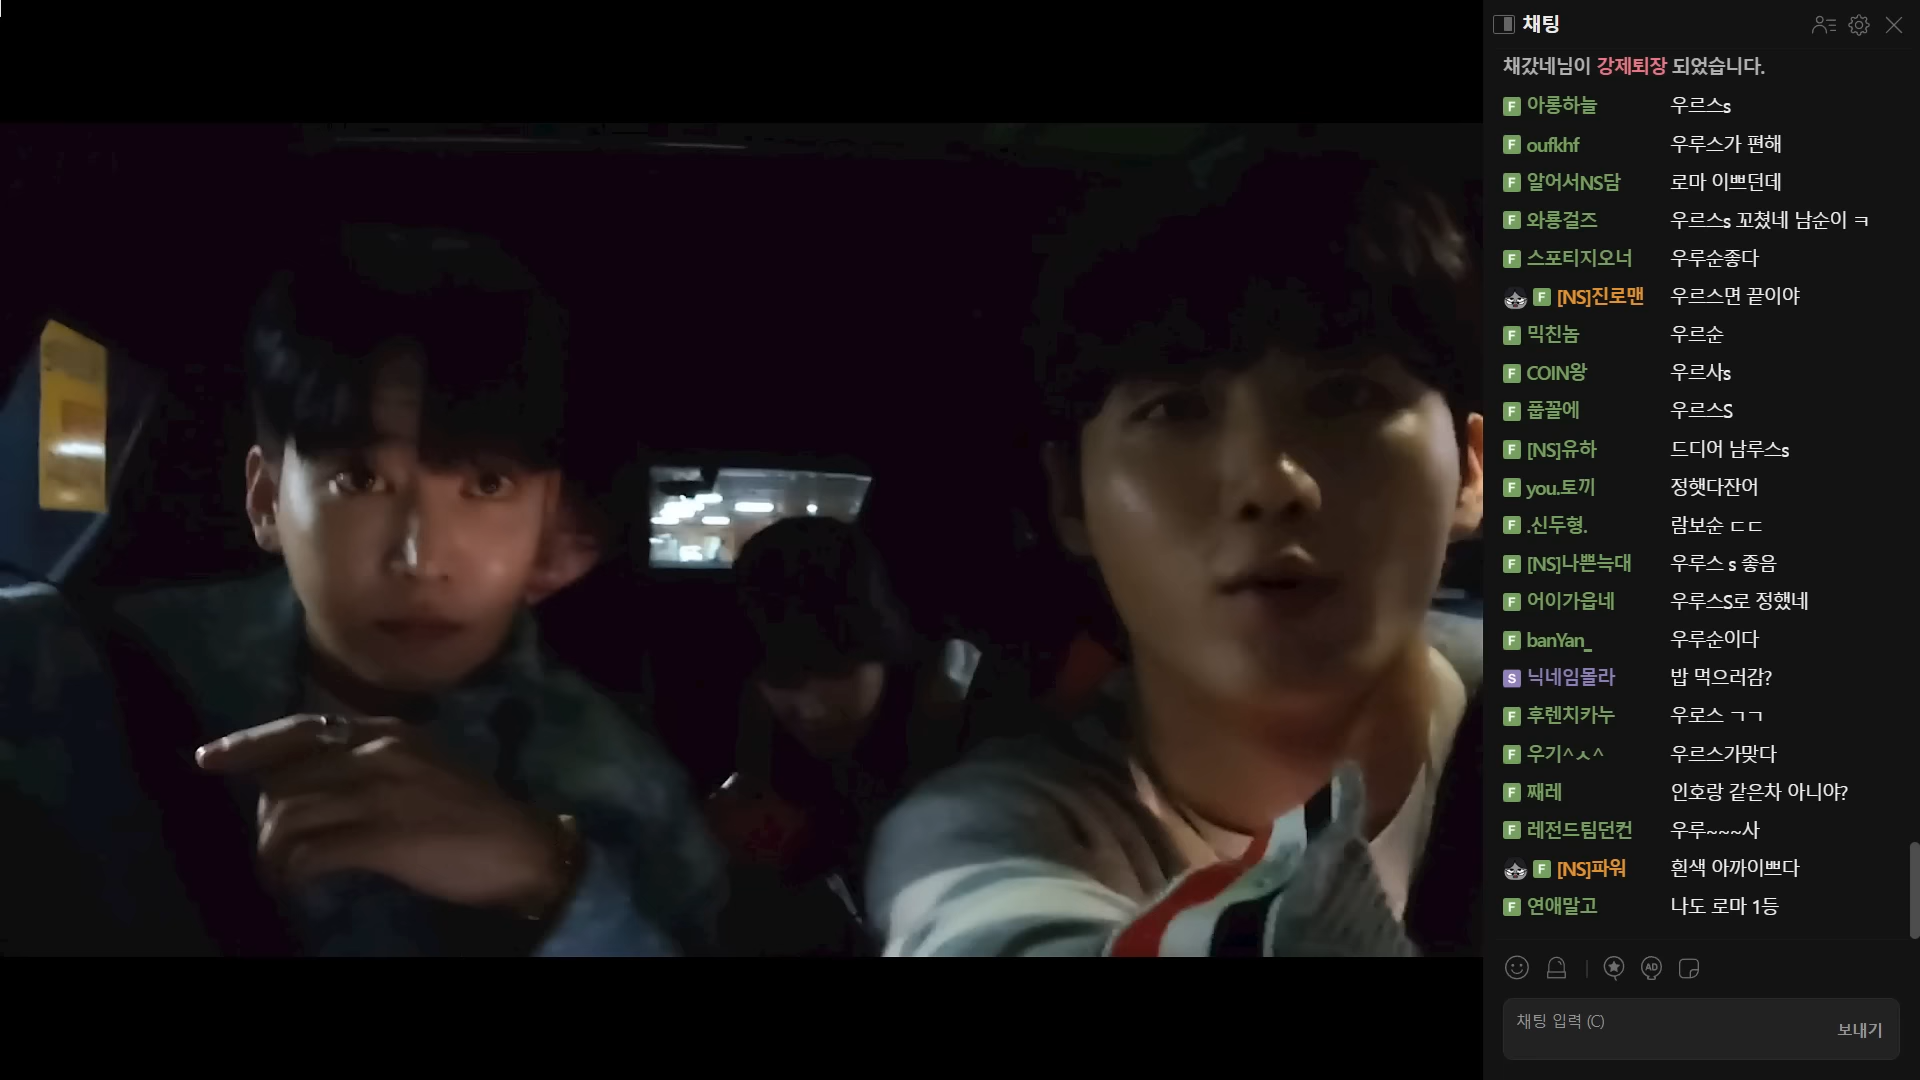 채팅
채갔네님이 강제퇴장 되었습니다.
F 아롱하늘 우르스s
F oufkhf 우루스가 편해
F 알어서NS담 로마 이쁘던데
F 와룡걸즈 우르스s 꼬쳤네 남순이 ㅋ
F 스포티지오너 우루순좋다
F [NS]진로맨 우르스면 끝이야
F 믹친놈 우르순
F COIN왕 우르사s
F 풉꼴에 우르스S
F [NS]유하 드디어 남루스s
F you.토끼 정햇다잔어
F .신두형. 람보순 ㄷㄷ
F [NS]나쁜늑대 우루스 s 좋음
F 어이가읍네 우루스S로 정했네
F banYan_ 우루순이다
S 닉네임몰라 밥 먹으러감?
F 후렌치카누 우로스 ㄱㄱ
F 우기^ㅅ^ 우르스가맞다
F 째레 인호랑 같은차 아니야?
F 레전드팀던컨 우루~~~사
F [NS]파워 흰색 아까이쁘다
F 연애말고 나도 로마 1등
AD
채팅 입력 (C)
보내기